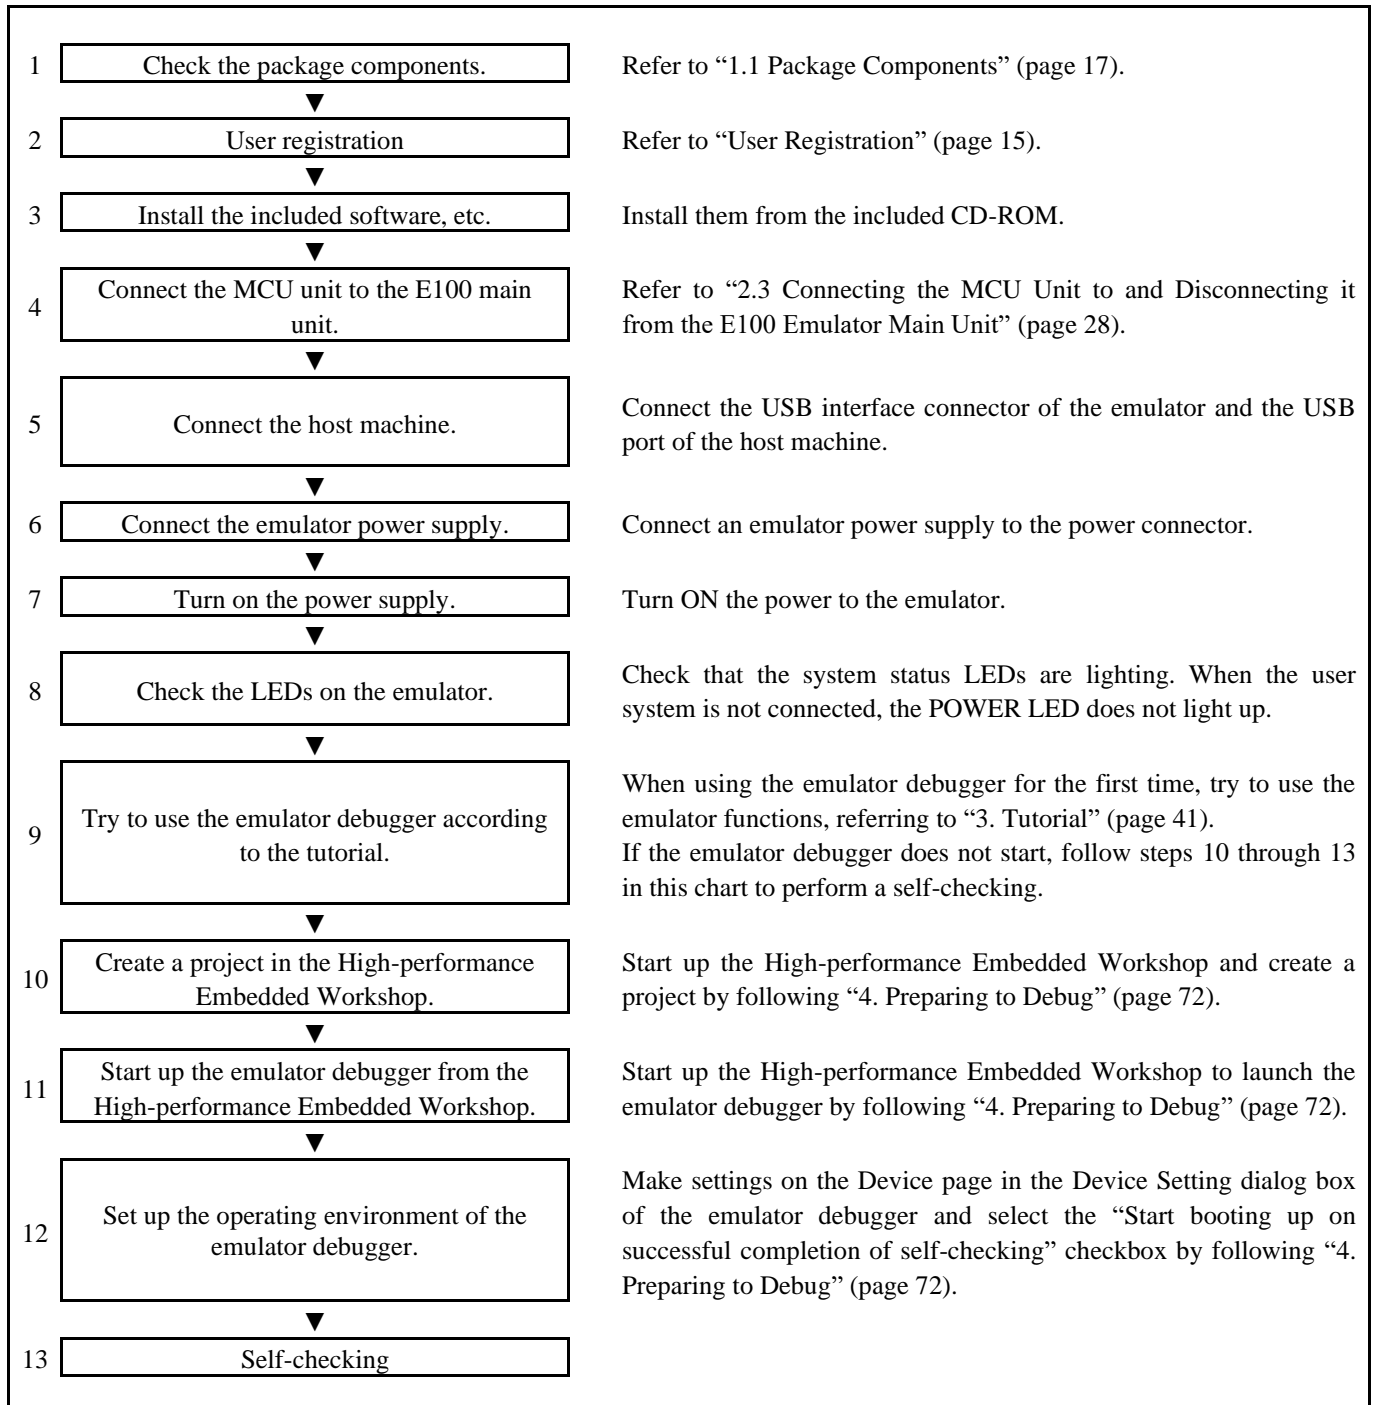 1 Check the package components. Refer to “1.1 Package Components” (page 17).
▼
2 User registration Refer to “User Registration” (page 15).
▼
3 Install the included software, etc. Install them from the included CD-ROM.
▼
4 Connect the MCU unit to the E100 main
unit.
Refer to “2.3 Connecting the MCU Unit to and Disconnecting it
from the E100 Emulator Main Unit” (page 28).
▼
5 Connect the host machine.
Connect the USB interface connector of the emulator and the USB
port of the host machine.
▼
6 Connect the emulator power supply. Connect an emulator power supply to the power connector.
▼
7 Turn on the power supply. Turn ON the power to the emulator.
▼
8 Check the LEDs on the emulator.
Check that the system status LEDs are lighting. When the user
system is not connected, the POWER LED does not light up.
▼
9 Try to use the emulator debugger according
to the tutorial.
When using the emulator debugger for the first time, try to use the
emulator functions, referring to “3. Tutorial” (page 41).
If the emulator debugger does not start, follow steps 10 through 13
in this chart to perform a self-checking.
▼
10 Create a project in the High-performance
Embedded Workshop.
Start up the High-performance Embedded Workshop and create a
project by following “4. Preparing to Debug” (page 72).
▼
11 Start up the emulator debugger from the
High-performance Embedded Workshop.
Start up the High-performance Embedded Workshop to launch the
emulator debugger by following “4. Preparing to Debug” (page 72).
▼
12 Set up the operating environment of the
emulator debugger.
Make settings on the Device page in the Device Setting dialog box
of the emulator debugger and select the “Start booting up on
successful completion of self-checking” checkbox by following “4.
Preparing to Debug” (page 72).
▼
13 Self-checking